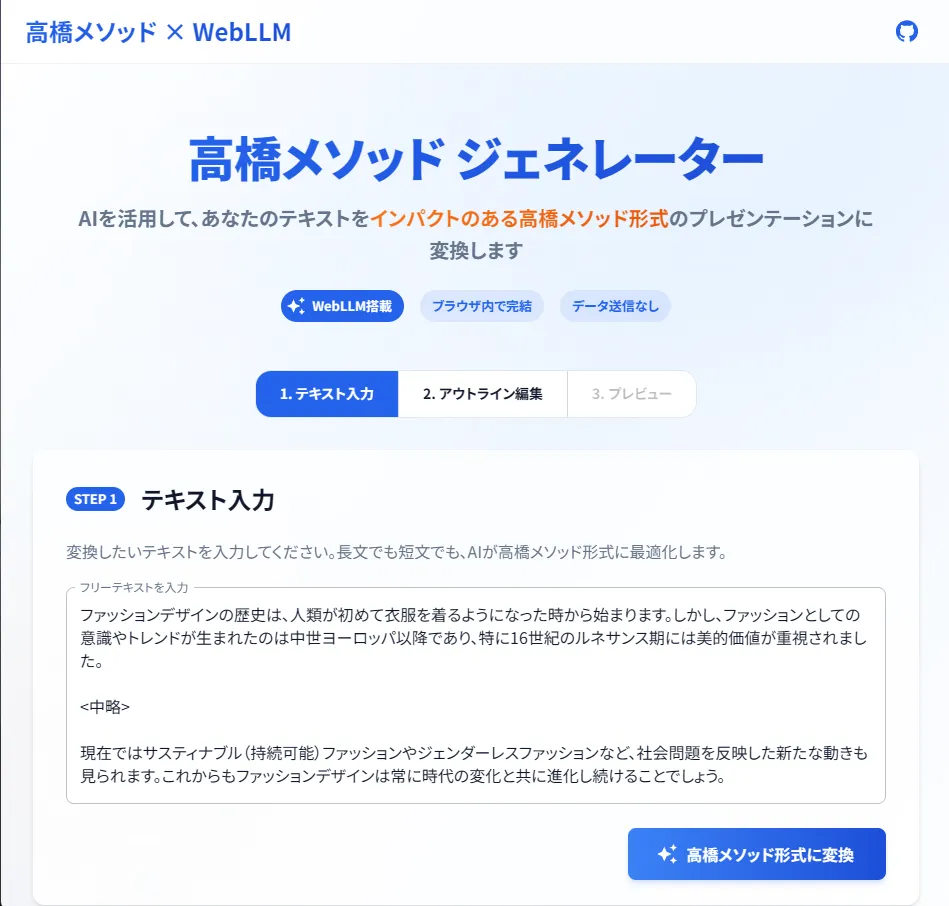 高橋メソッド × WebLLM
高橋メソッド ジェネレーター
AIを活用して、あなたのテキストをインパクトのある高橋メソッド形式のプレゼンテーションに
変換します
WebLLM搭載
ブラウザ内で完結
データ送信なし
1. テキスト入力
2. アウトライン編集
3. プレビュー
STEP 1
テキスト入力
変換したいテキストを入力してください。長文でも短文でも、AIが高橋メソッド形式に最適化します。
フリーテキストを入力
ファッションデザインの歴史は、人類が初めて衣服を着るようになった時から始まります。しかし、ファッションとしての
意識やトレンドが生まれたのは中世ヨーロッパ以降であり、特に16世紀のルネサンス期には美的価値が重視されまし
た。
<中略>
現在ではサスティナブル（持続可能）ファッションやジェンダーレスファッションなど、社会問題を反映した新たな動きも
見られます。これからもファッションデザインは常に時代の変化と共に進化し続けることでしょう。
高橋メソッド形式に変換